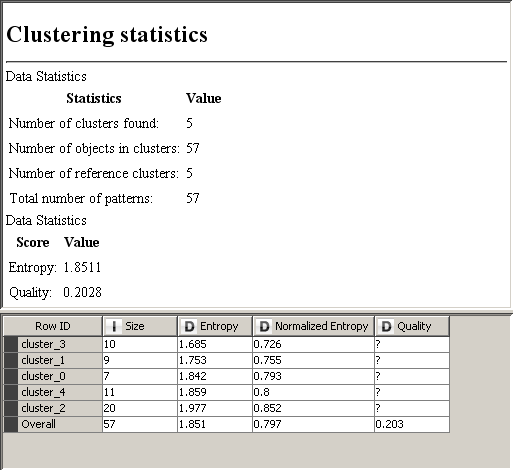 Clustering statistics
Data Statistics
Statistics Value
Number of clusters found: 5
Number of objects in clusters: 57
Number of reference clusters: 5
Total number of patterns: 57
Data Statistics
Score Value
Entropy: 1.8511
Quality: 0.2028
Row ID I Size D Entropy D Normalized Entropy D Quality
cluster_3 10 1.685 0.726 ?
cluster_1 9 1.753 0.755 ?
cluster_0 7 1.842 0.793 ?
cluster_4 11 1.859 0.8 ?
cluster_2 20 1.977 0.852 ?
Overall 57 1.851 0.797 0.203